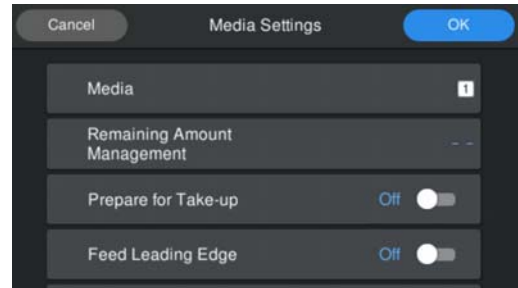 Cancel Media Settings OK
Media 1
Remaining Amount
Management - -
Prepare for Take-up Off
Feed Leading Edge Off